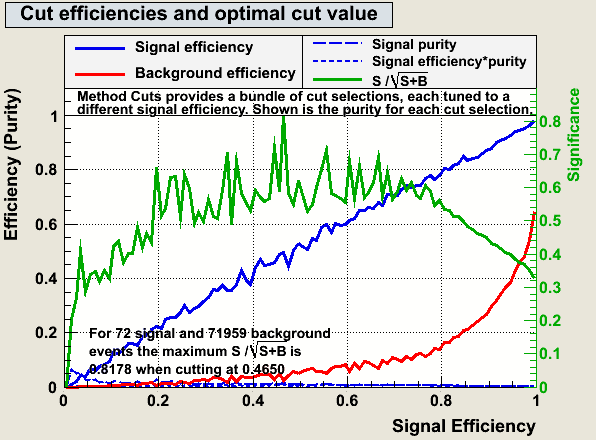 Cut efficiencies and optimal cut value
Signal efficiency
Background efficiency
Signal purity
Signal efficiency*purity
S /√S+B
Method Cuts provides a bundle of cut selections, each tuned to a
different signal efficiency. Shown is the purity for each cut selection.
Efficiency (Purity)
1
0.8
0.6
0.4
0.2
0
Significance
0.8
0.7
0.6
0.5
0.4
0.3
0.2
0.1
0
For 72 signal and 71959 background
events the maximum S /√S+B is
0.8178 when cutting at 0.4650
0 0.2 0.4 0.6 0.8 1
Signal Efficiency